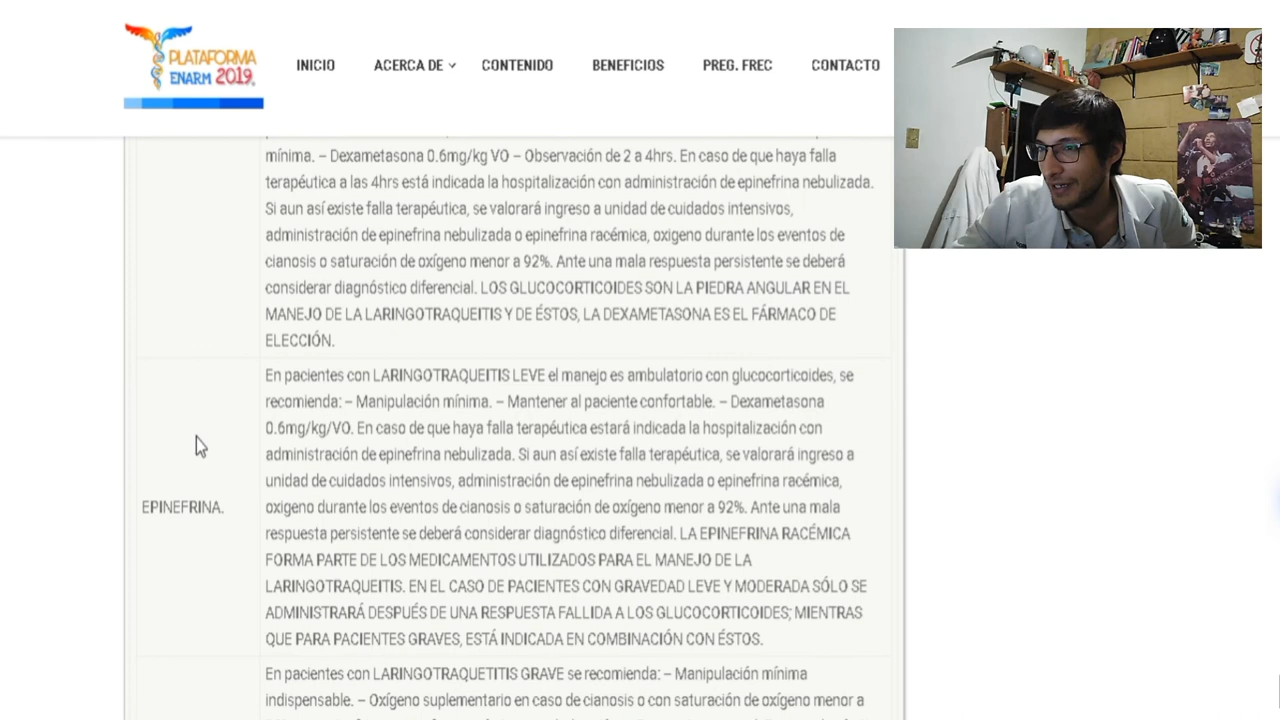 PLATAFORMA
ENARM 2019
INICIO
ACERCA DE
CONTENIDO
BENEFICIOS
PREG. FREC
CONTACTO
mínima. – Dexametasona 0.6mg/kg VO – Observación de 2 a 4hrs. En caso de que haya falla
terapéutica a las 4hrs está indicada la hospitalización con administración de epinefrina nebulizada.
Si aun así existe falla terapéutica, se valorará ingreso a unidad de cuidados intensivos,
administración de epinefrina nebulizada o epinefrina racémica, oxigeno durante los eventos de
cianosis o saturación de oxígeno menor a 92%. Ante una mala respuesta persistente se deberá
considerar diagnóstico diferencial. LOS GLUCOCORTICOIDES SON LA PIEDRA ANGULAR EN EL
MANEJO DE LA LARINGOTRAQUEITIS Y DE ÉSTOS, LA DEXAMETASONA ES EL FÁRMACO DE
ELECCIÓN.
EPINEFRINA.
En pacientes con LARINGOTRAQUEITIS LEVE el manejo es ambulatorio con glucocorticoides, se
recomienda: – Manipulación mínima. – Mantener al paciente confortable. – Dexametasona
0.6mg/kg/VO. En caso de que haya falla terapéutica estará indicada la hospitalización con
administración de epinefrina nebulizada. Si aun así existe falla terapéutica, se valorará ingreso a
unidad de cuidados intensivos, administración de epinefrina nebulizada o epinefrina racémica,
oxigeno durante los eventos de cianosis o saturación de oxígeno menor a 92%. Ante una mala
respuesta persistente se deberá considerar diagnóstico diferencial. LA EPINEFRINA RACÉMICA
FORMA PARTE DE LOS MEDICAMENTOS UTILIZADOS PARA EL MANEJO DE LA
LARINGOTRAQUEITIS. EN EL CASO DE PACIENTES CON GRAVEDAD LEVE Y MODERADA SÓLO SE
ADMINISTRARÁ DESPUÉS DE UNA RESPUESTA FALLIDA A LOS GLUCOCORTICOIDES; MIENTRAS
QUE PARA PACIENTES GRAVES, ESTÁ INDICADA EN COMBINACIÓN CON ÉSTOS.
En pacientes con LARINGOTRAQUETITIS GRAVE se recomienda: – Manipulación mínima
indispensable. – Oxígeno suplementario en caso de cianosis o con saturación de oxígeno menor a